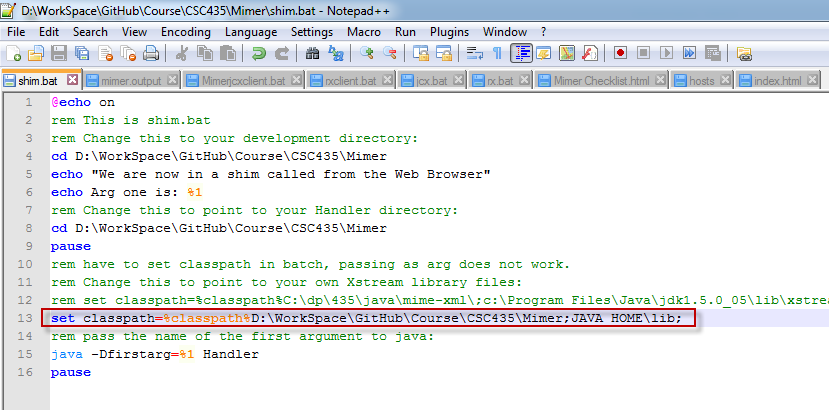 D:\WorkSpace\GitHub\Course\CSC435\Mimer\shim.bat - Notepad++
File Edit Search View Encoding Language Settings Macro Run Plugins Window ?
shim.bat mimer.output Mimerjcxclient.bat rxclient.bat jcx.bat rx.bat Mimer Checklist.html hosts index.html
1 @echo on
2 rem This is shim.bat
3 rem Change this to your development directory:
4 cd D:\WorkSpace\GitHub\Course\CSC435\Mimer
5 echo "We are now in a shim called from the Web Browser"
6 echo Arg one is: %1
7 rem Change this to point to your Handler directory:
8 cd D:\WorkSpace\GitHub\Course\CSC435\Mimer
9 pause
10 rem have to set classpath in batch, passing as arg does not work.
11 rem Change this to point to your own Xstream library files:
12 rem set classpath=%classpath%C:\dp\435\java\mime-xml\;c:\Program Files\Java\jdk1.5.0_05\lib\xstrea
13 set classpath=%classpath%D:\WorkSpace\GitHub\Course\CSC435\Mimer;JAVA HOME\lib;
14 rem pass the name of the first argument to java:
15 java -Dfirstarg=%1 Handler
16 pause